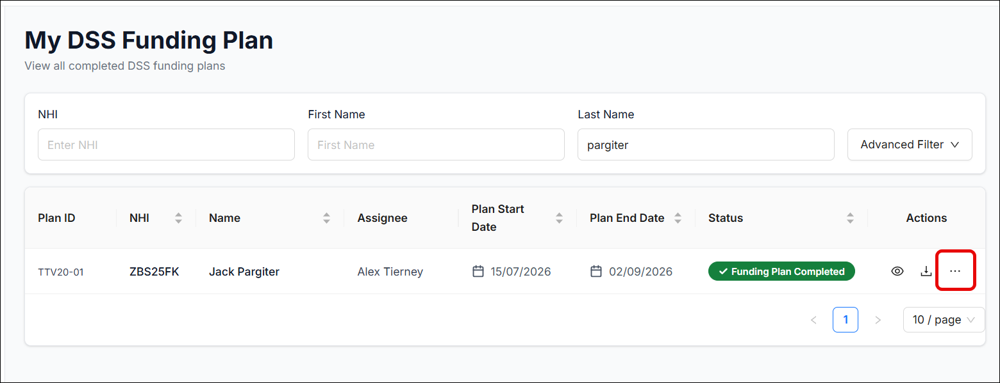 My DSS Funding Plan
View all completed DSS funding plans
NHI
First Name
Last Name
Enter NHI
First Name
pargiter
Advanced Filter
Plan ID
NHI
Name
Assignee
Plan Start
Date
Plan End Date
Status
Actions
TTV20-01
ZBS25FK
Jack Pargiter
Alex Tierney
15/07/2026
02/09/2026
Funding Plan Completed
1
10 / page